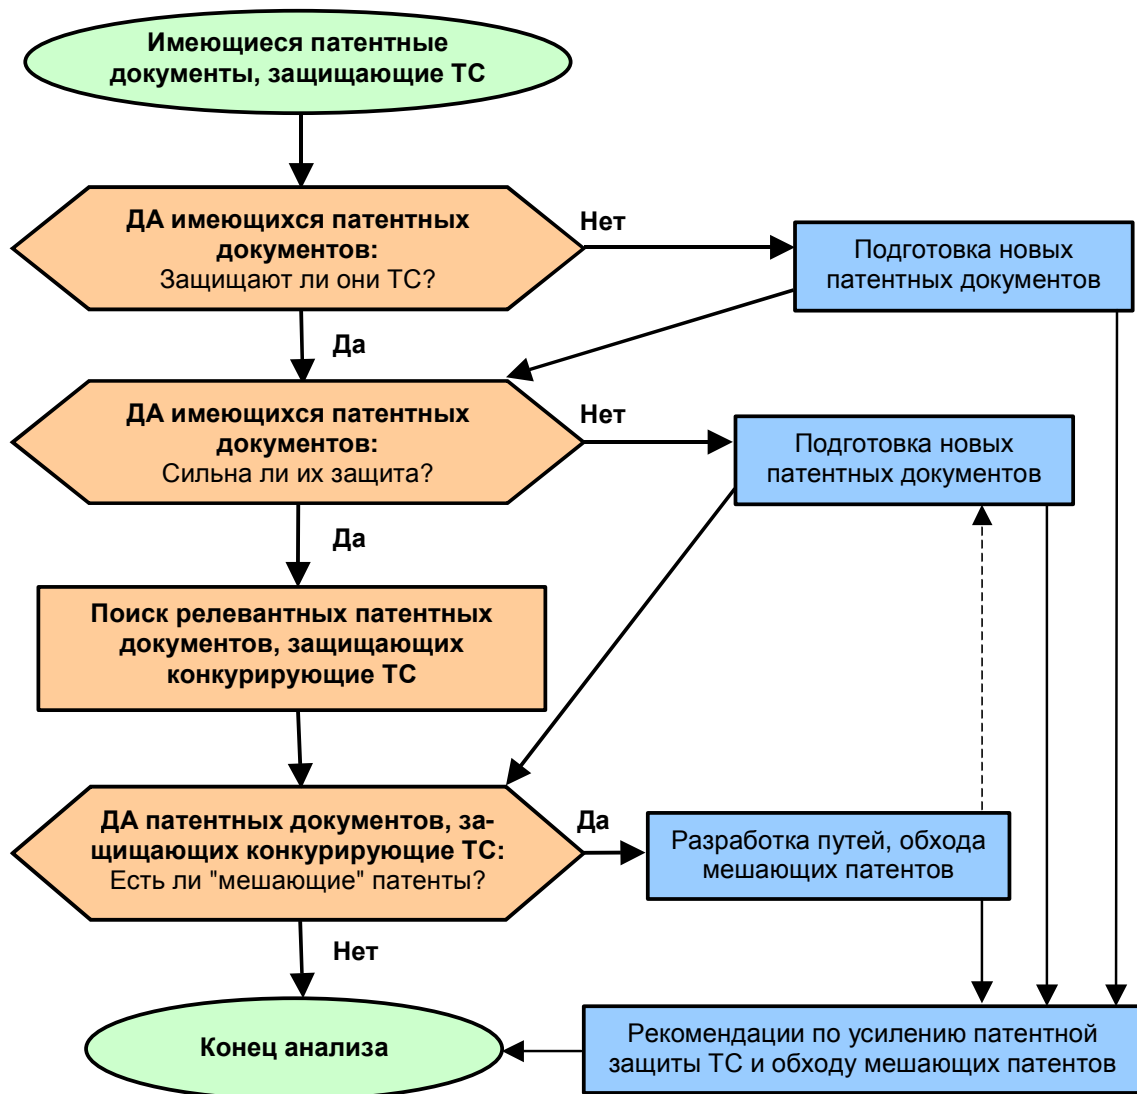 Имеющиеся патентные
документы, защищающие ТС
ДА имеющихся патентных
документов:
Защищают ли они ТС?
Нет
Подготовка новых
патентных документов
Да
ДА имеющихся патентных
документов:
Сильна ли их защита?
Нет
Подготовка новых
патентных документов
Да
Поиск релевантных патентных
документов, защищающих
конкурирующие ТС
ДА патентных документов, за-
щищающих конкурирующие ТС:
Есть ли "мешающие" патенты?
Да
Разработка путей, обхода
мешающих патентов
Нет
Конец анализа
Рекомендации по усилению патентной
защиты ТС и обходу мешающих патентов